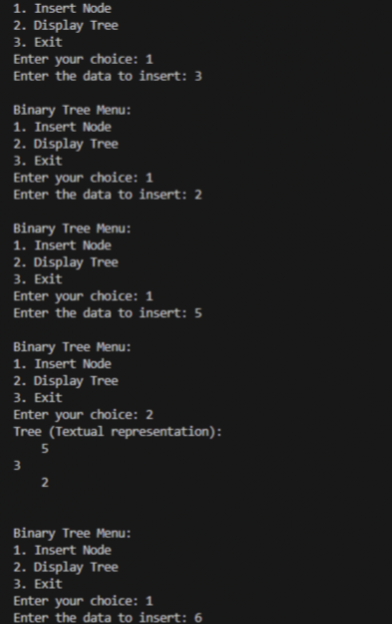 1. Insert Node
2. Display Tree
3. Exit
Enter your choice: 1
Enter the data to insert: 3
Binary Tree Menu:
1. Insert Node
2. Display Tree
3. Exit
Enter your choice: 1
Enter the data to insert: 2
Binary Tree Menu:
1. Insert Node
2. Display Tree
3. Exit
Enter your choice: 1
Enter the data to insert: 5
Binary Tree Menu:
1. Insert Node
2. Display Tree
3. Exit
Enter your choice: 2
Tree (Textual representation):
    5
3
    2
Binary Tree Menu:
1. Insert Node
2. Display Tree
3. Exit
Enter your choice: 1
Enter the data to insert: 6